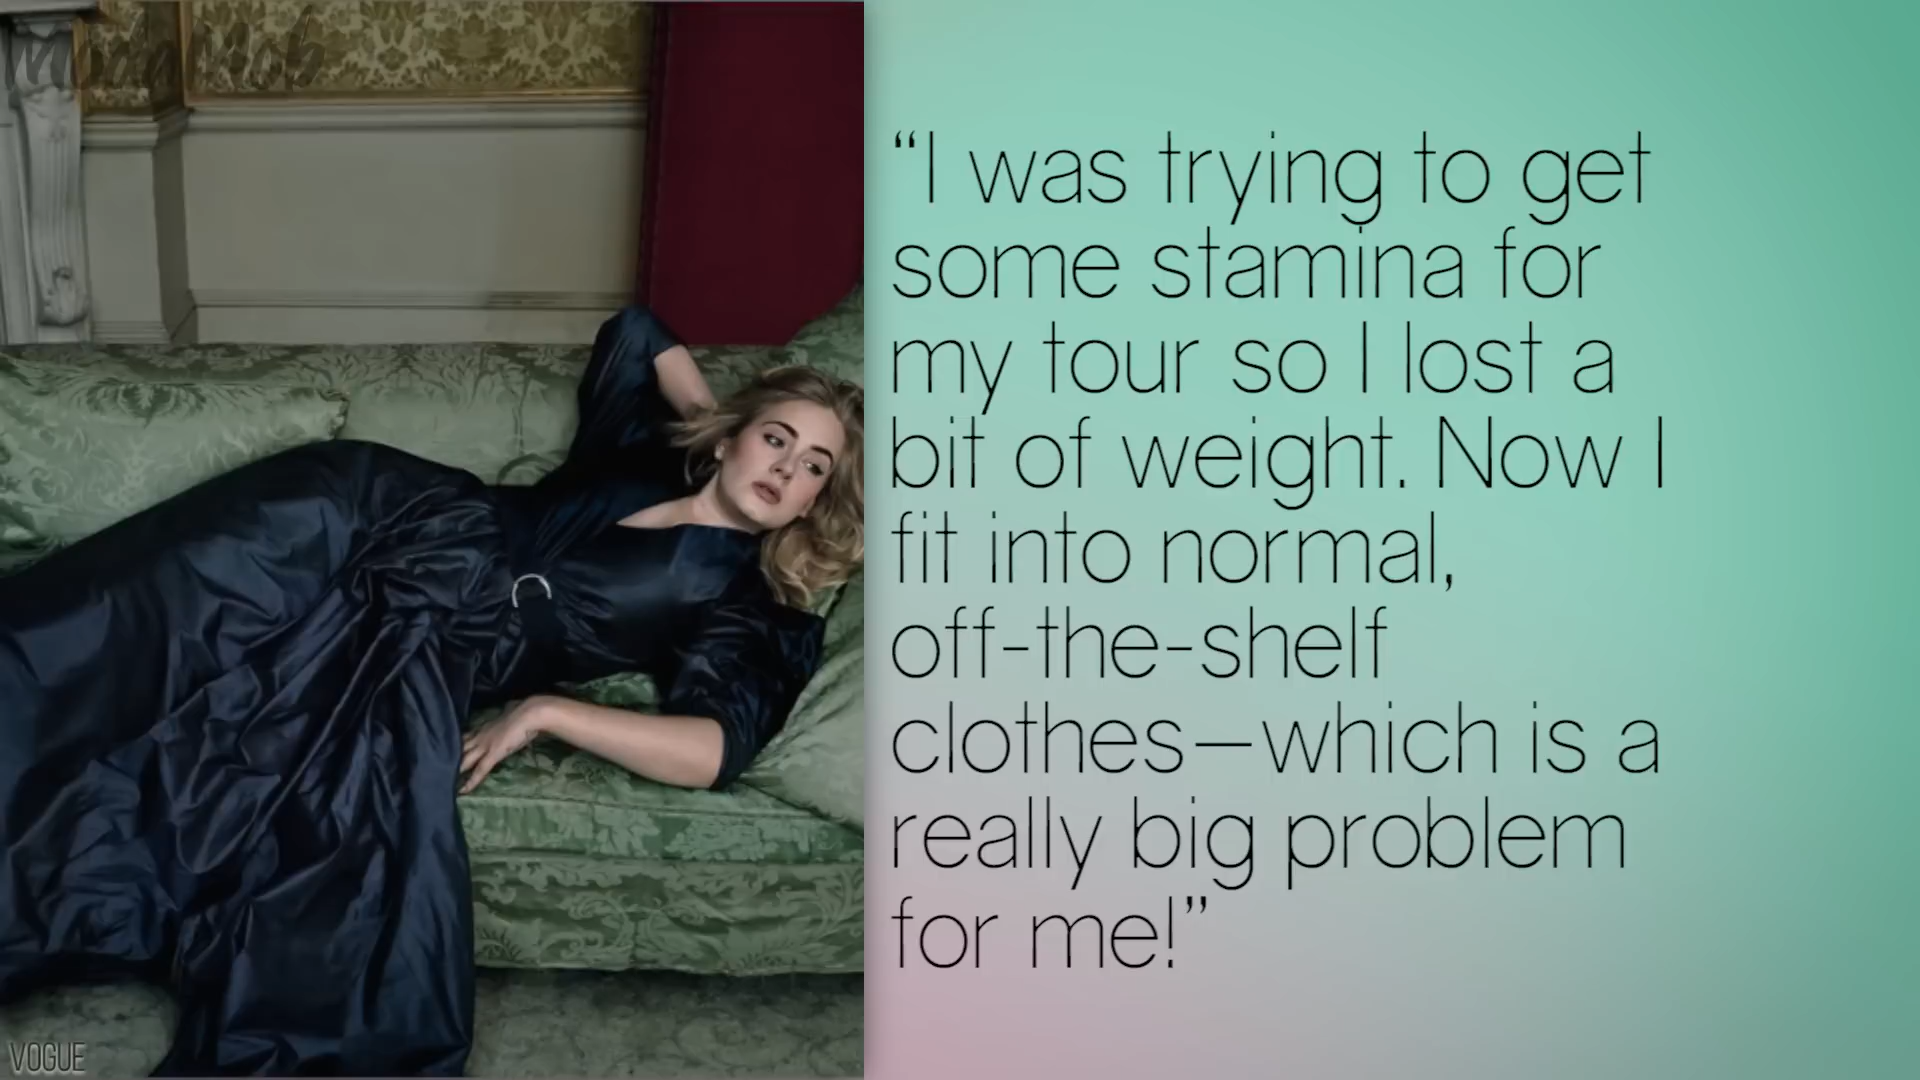 ModaMob
“I was trying to get
some stamina for
my tour so I lost a
bit of weight. Now I
fit into normal,
off-the-shelf
clothes—which is a
really big problem
for me!”
VOGUE